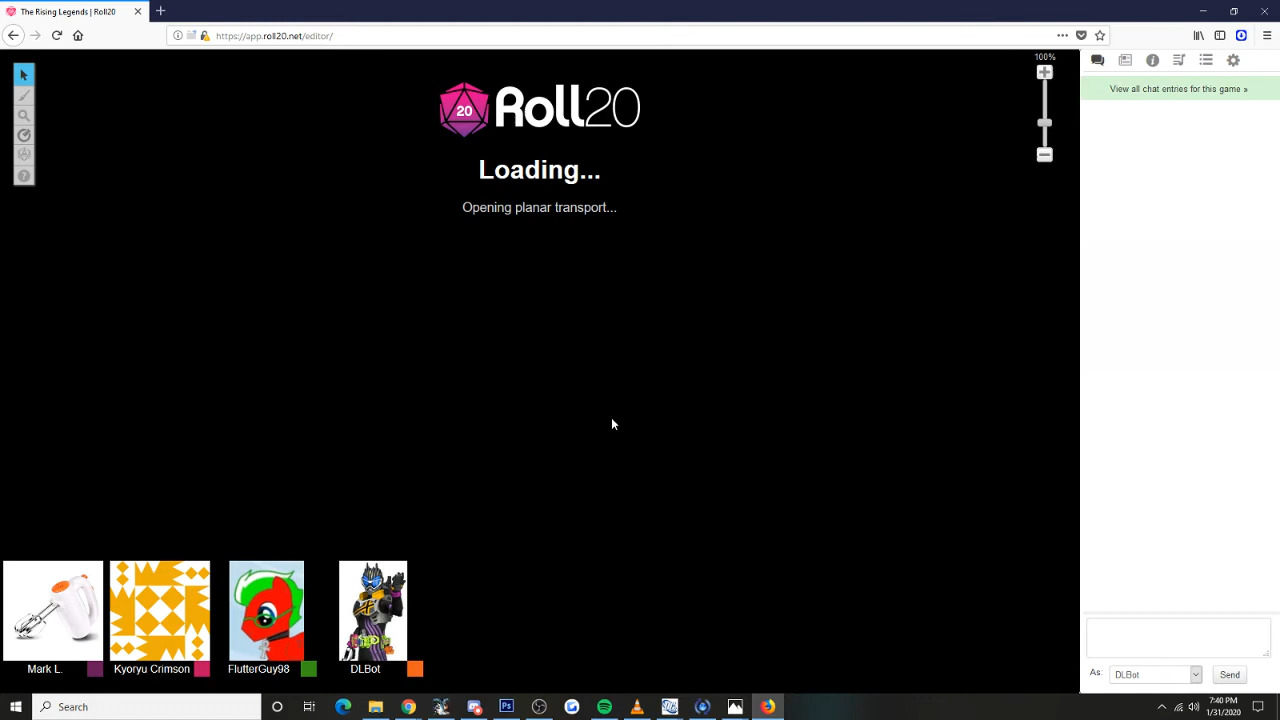 The Rising Legends | Roll20
https://app.roll20.net/editor/
100%
View all chat entries for this game »
20
Roll20
Loading...
Opening planar transport...
Mark L.
Kyoryu Crimson
FlutterGuy98
DLBot
As:
DLBot
Send
Search
7:40 PM
1/31/2020